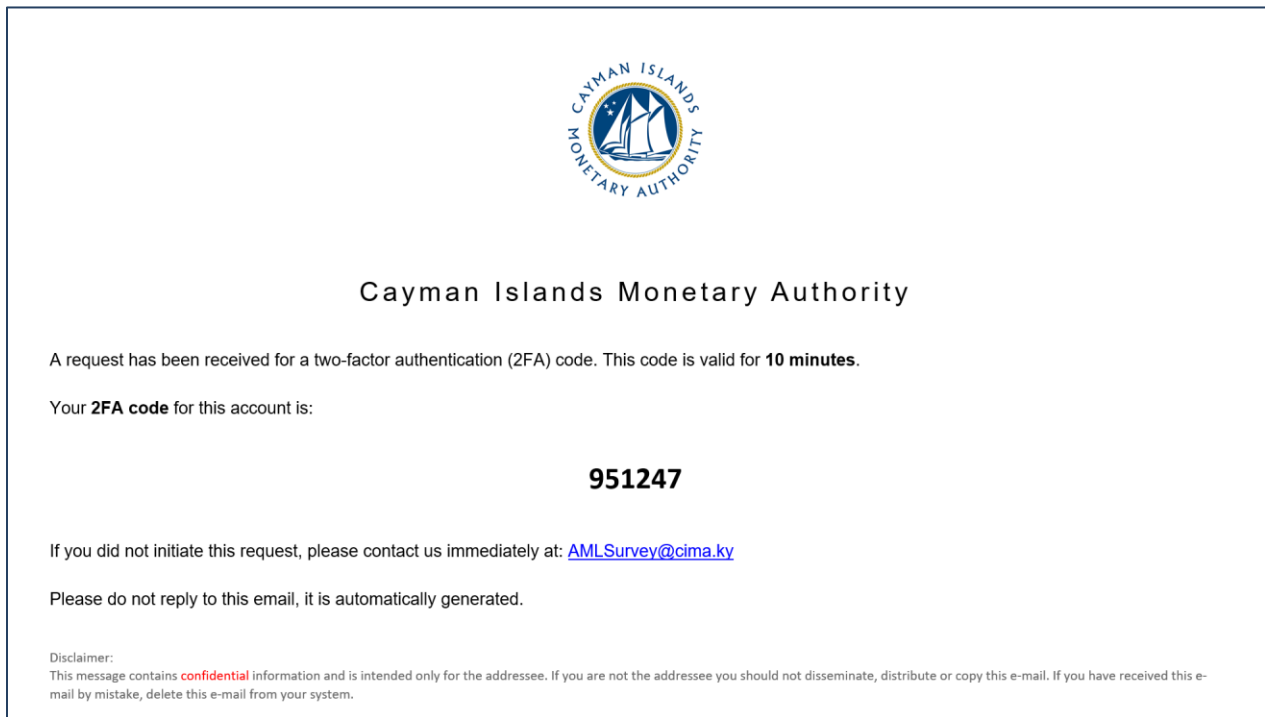 CAYMAN ISLANDS
MONETARY AUTHORITY
Cayman Islands Monetary Authority
A request has been received for a two-factor authentication (2FA) code. This code is valid for 10 minutes.
Your 2FA code for this account is:
951247
If you did not initiate this request, please contact us immediately at: AMLSurvey@cima.ky
Please do not reply to this email, it is automatically generated.
Disclaimer:
This message contains confidential information and is intended only for the addressee. If you are not the addressee you should not disseminate, distribute or copy this e-mail. If you have received this e-
mail by mistake, delete this e-mail from your system.